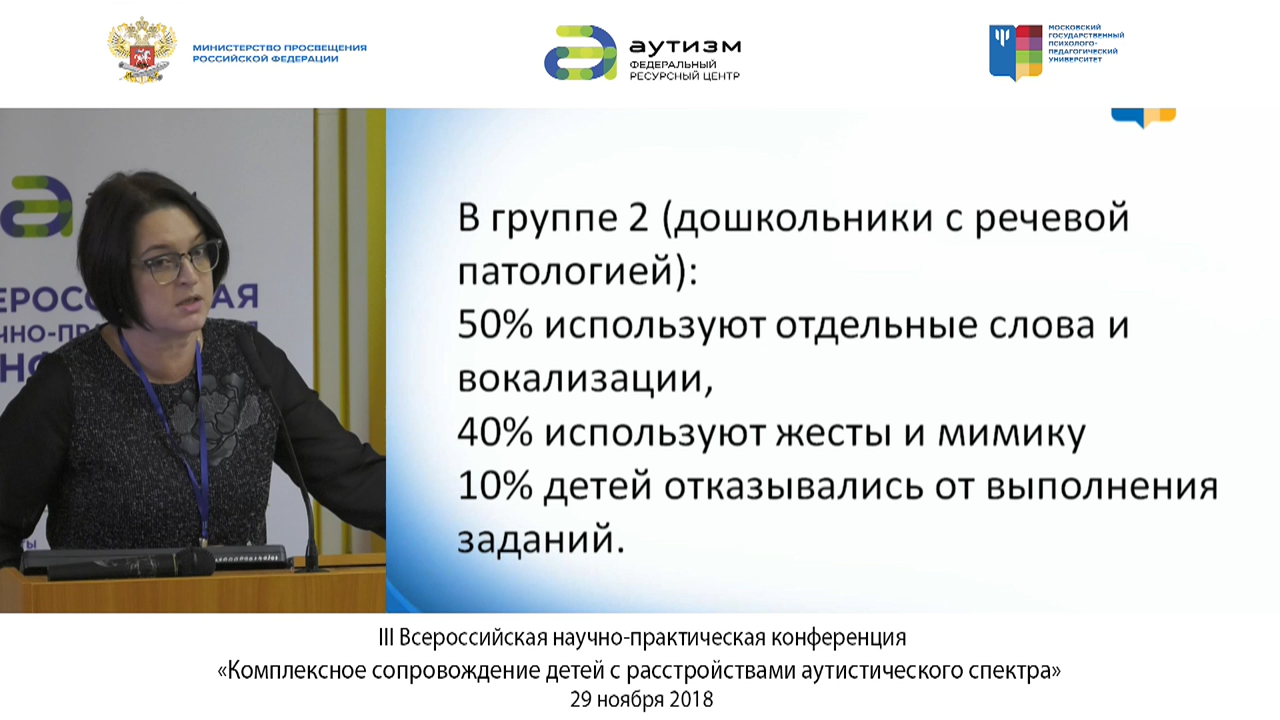 МИНИСТЕРСТВО ПРОСВЕЩЕНИЯ
РОССИЙСКОЙ ФЕДЕРАЦИИ
аутизм
ФЕДЕРАЛЬНЫЙ
РЕСУРСНЫЙ ЦЕНТР
МОСКОВСКИЙ
ГОСУДАРСТВЕННЫЙ
ПСИХОЛОГО-
ПЕДАГОГИЧЕСКИЙ
УНИВЕРСИТЕТ
В группе 2 (дошкольники с речевой
патологией):
50% используют отдельные слова и
вокализации,
40% используют жесты и мимику
10% детей отказывались от выполнения
заданий.
III Всероссийская научно-практическая конференция
«Комплексное сопровождение детей с расстройствами аутистического спектра»
29 ноября 2018